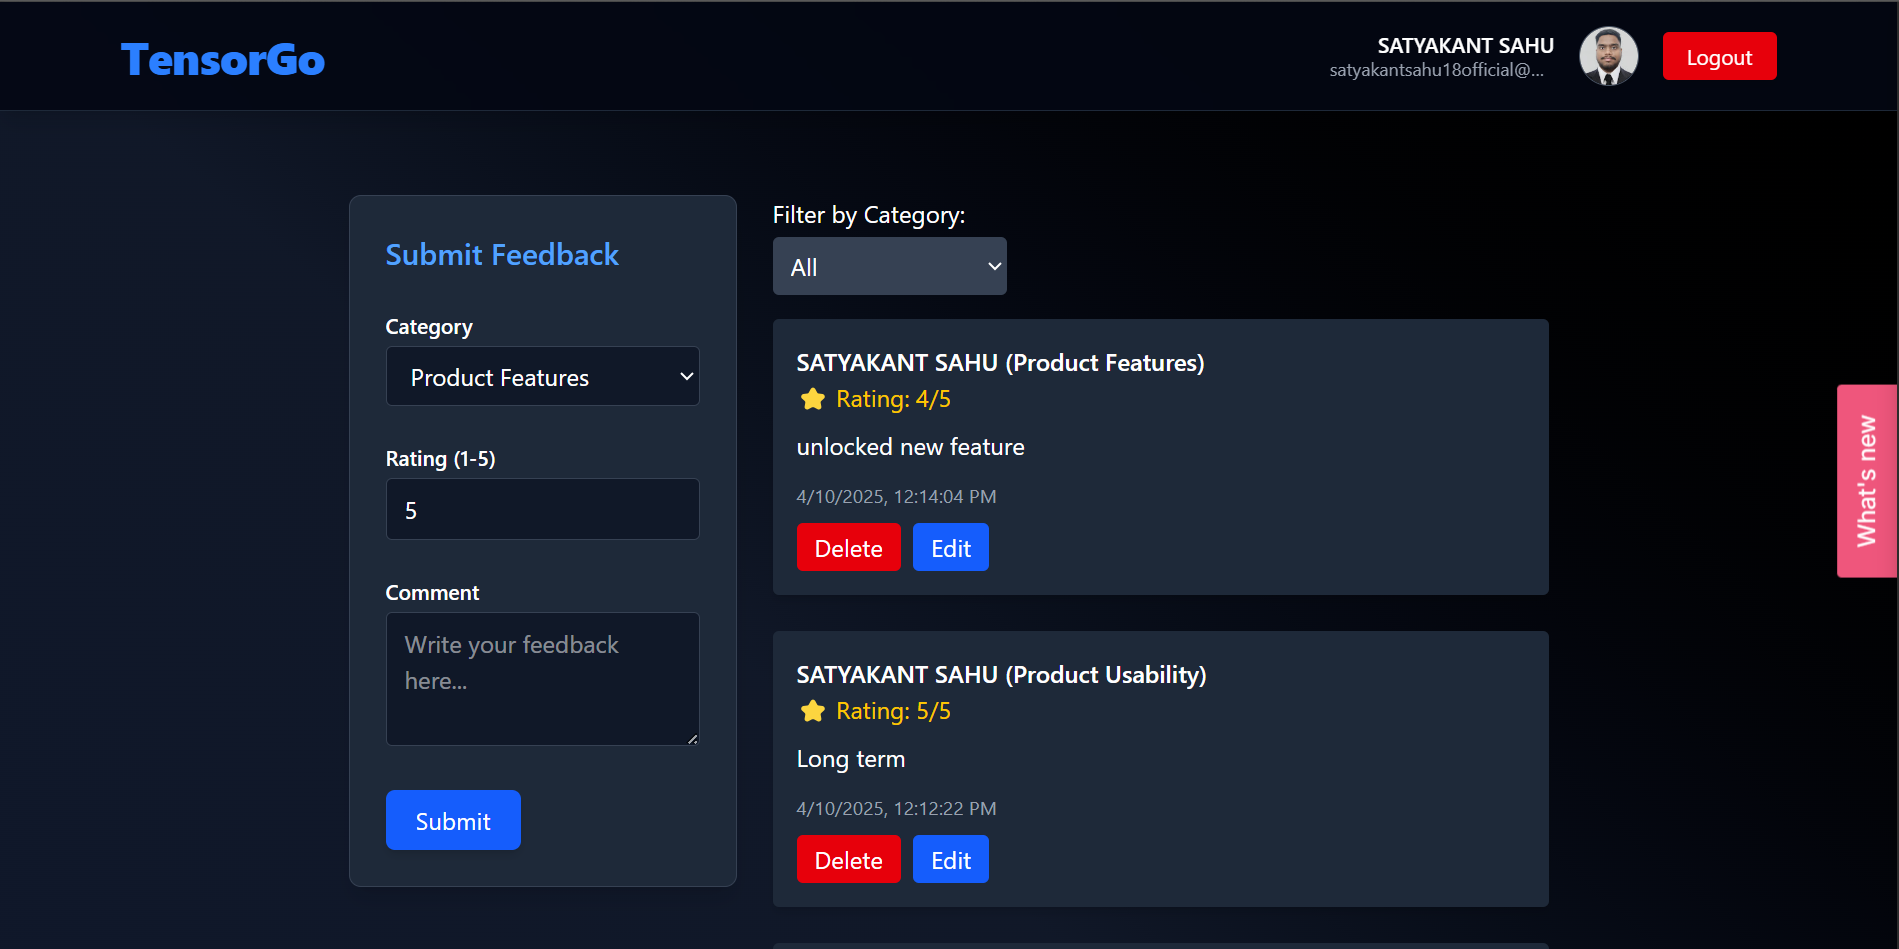 TensorGo
SATYAKANT SAHU
satyakantsahu18official@...
Logout
Submit Feedback
Category
Product Features
Rating (1-5)
5
Comment
Write your feedback
here...
Submit
Filter by Category:
All
SATYAKANT SAHU (Product Features)
Rating: 4/5
unlocked new feature
4/10/2025, 12:14:04 PM
Delete
Edit
SATYAKANT SAHU (Product Usability)
Rating: 5/5
Long term
4/10/2025, 12:12:22 PM
Delete
Edit
What's new